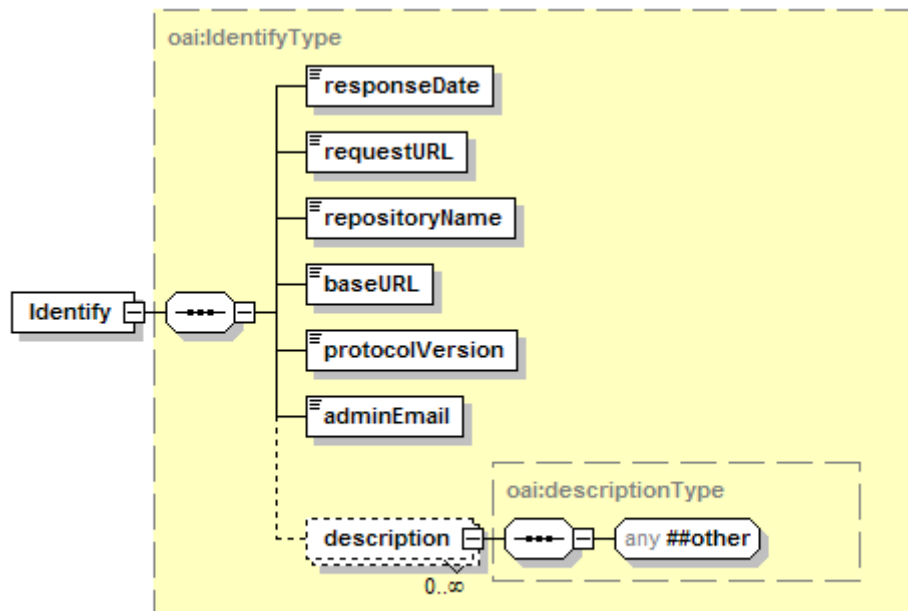 oai:IdentifyType
responseDate
requestURL
repositoryName
baseURL
Identify
protocolVersion
adminEmail
oai:descriptionType
description
any ##other
0..∞